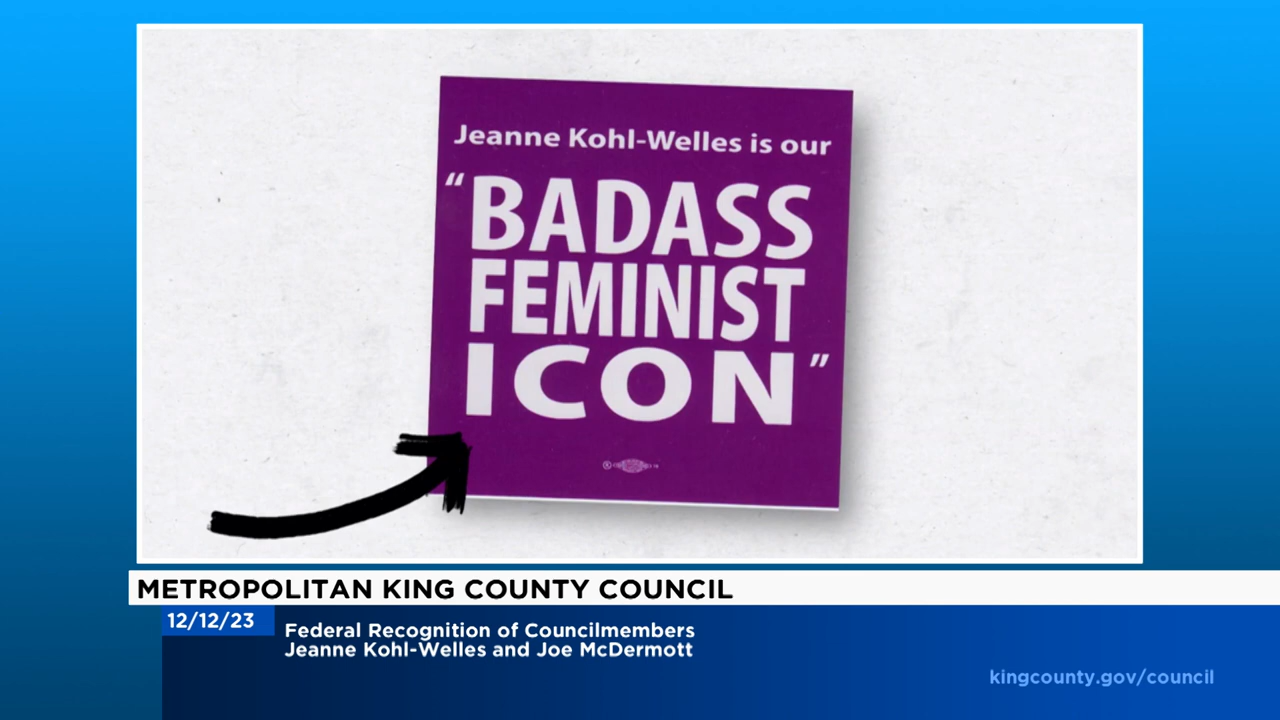 Jeanne Kohl-Welles is our
“BADASS
FEMINIST
ICON”
METROPOLITAN KING COUNTY COUNCIL
12/12/23
Federal Recognition of Councilmembers
Jeanne Kohl-Welles and Joe McDermott
kingcounty.gov/council